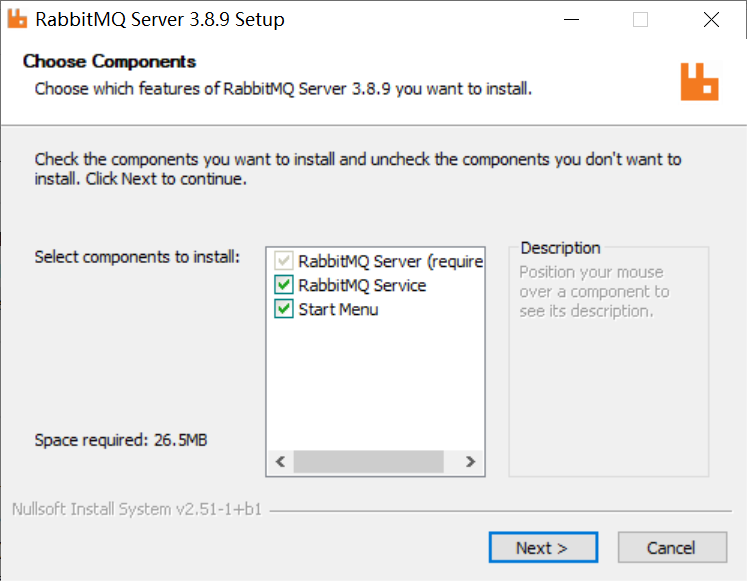 RabbitMQ Server 3.8.9 Setup
Choose Components
Choose which features of RabbitMQ Server 3.8.9 you want to install.
Check the components you want to install and uncheck the components you don't want to
install. Click Next to continue.
Select components to install:
RabbitMQ Server (require
RabbitMQ Service
Start Menu
Description
Position your mouse
over a component to
see its description.
Space required: 26.5MB
Nullsoft Install System v2.51-1+b1
Next >
Cancel